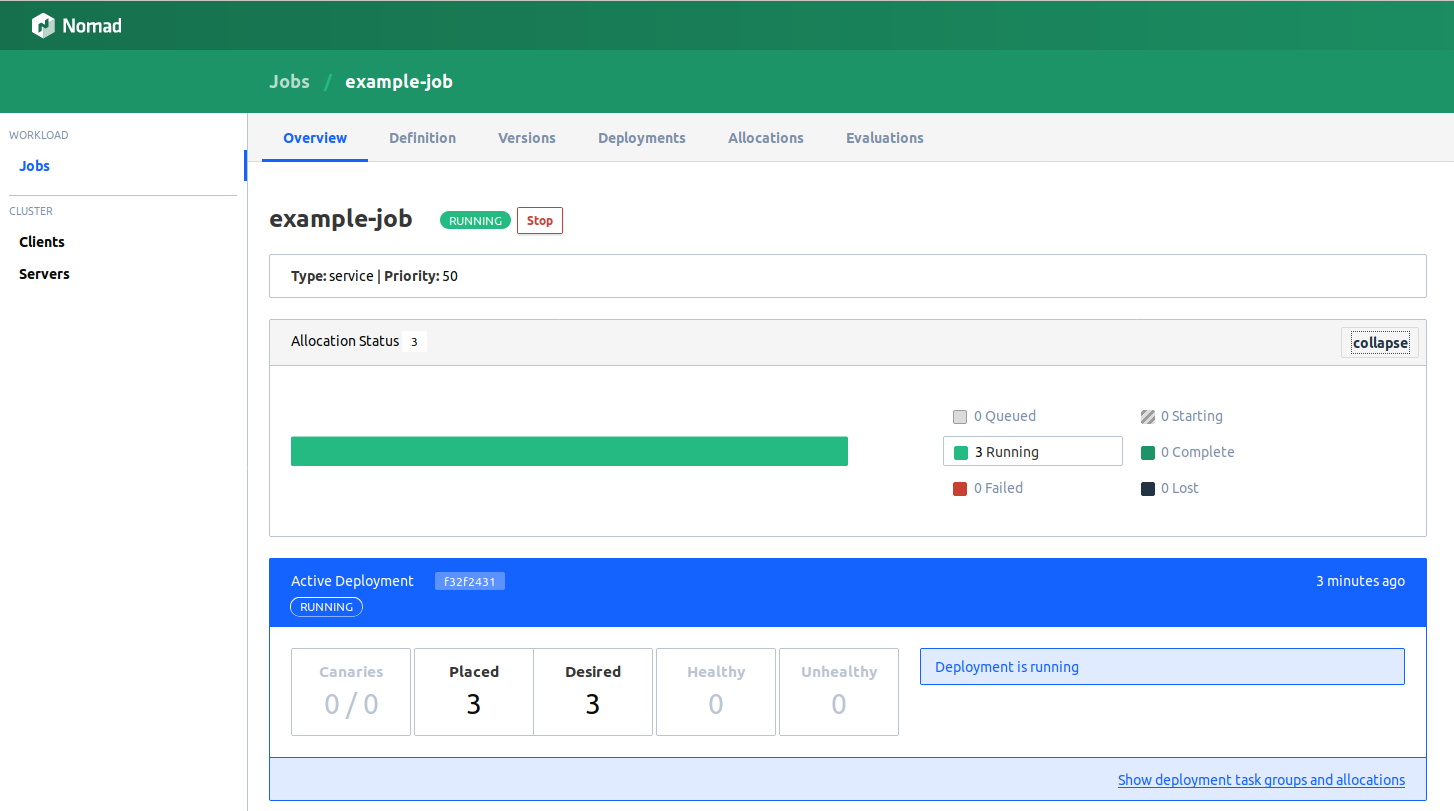 Nomad
Jobs / example-job
WORKLOAD
Jobs
CLUSTER
Clients
Servers
Overview Definition Versions Deployments Allocations Evaluations
example-job RUNNING Stop
Type: service | Priority: 50
Allocation Status 3 collapse
0 Queued 0 Starting
3 Running 0 Complete
0 Failed 0 Lost
Active Deployment f32f2431 3 minutes ago
RUNNING
Canaries Placed Desired Healthy Unhealthy
0 / 0 3 3 0 0
Deployment is running
Show deployment task groups and allocations